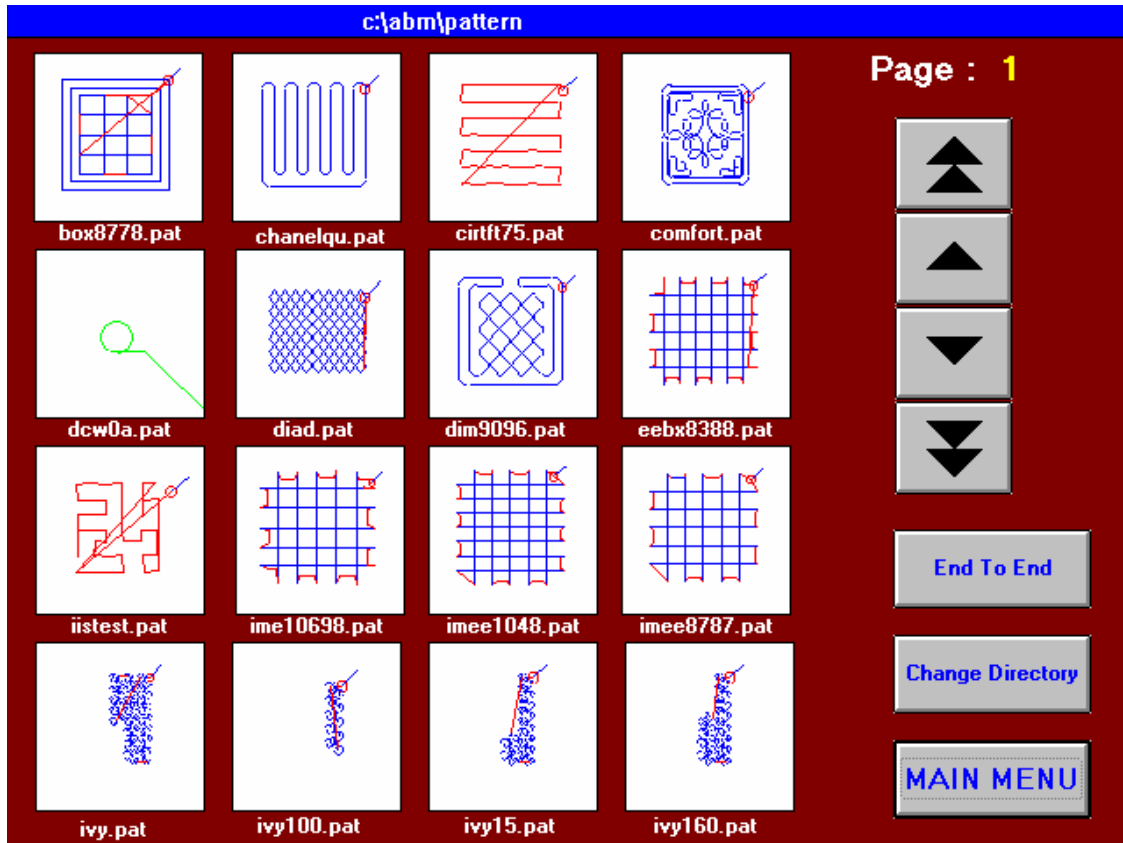 c:\abm\pattern
Page : 1
box8778.pat
chanelqu.pat
cirtft75.pat
comfort.pat
dcw0a.pat
diad.pat
dim9096.pat
eebx8388.pat
iistest.pat
ime10698.pat
imee1048.pat
imee8787.pat
ivy.pat
ivy100.pat
ivy15.pat
ivy160.pat
End To End
Change Directory
MAIN MENU